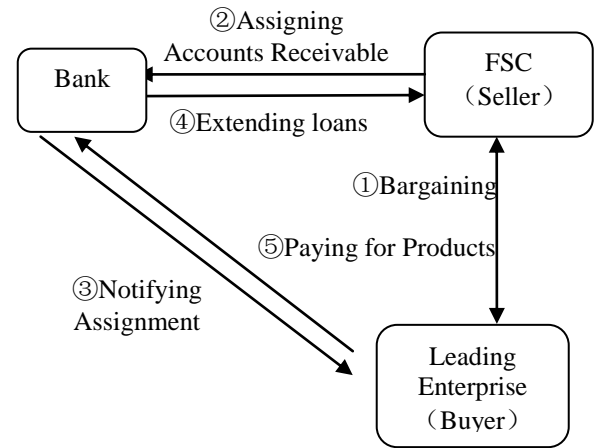 ②Assigning
Accounts Receivable
Bank
FSC
（Seller）
④Extending loans
①Bargaining
⑤Paying for Products
③Notifying
Assignment
Leading
Enterprise
（Buyer）